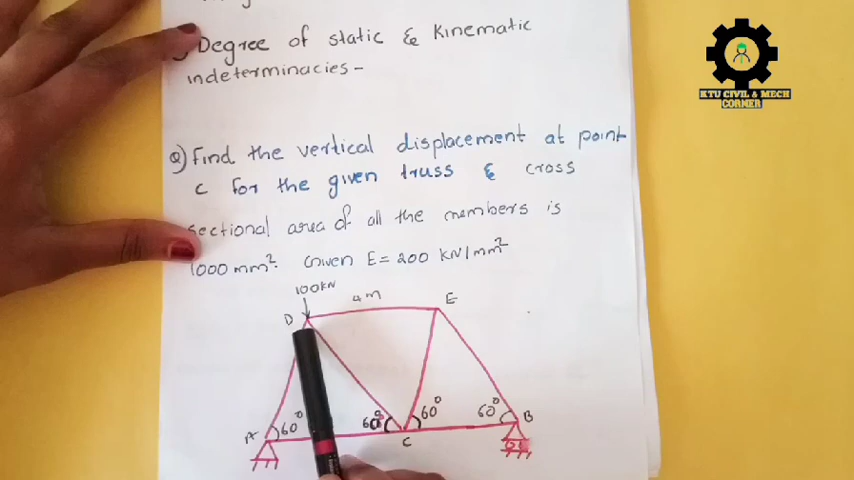 Degree of static & Kinematic
indeterminacies -
KTU CIVIL & MECH
CORNER
Q) Find the vertical displacement at point
C for the given truss & cross
sectional area of all the members is
1000 mm². Given E = 200 KN/mm²
100KN
4m
D
E
60°
60°
60°
60°
A
C
B